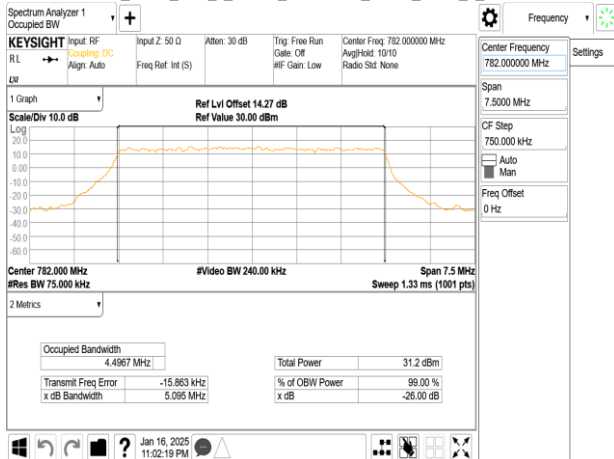 Spectrum Analyzer 1
Occupied BW
Frequency
KEYSIGHT
RL
LXI
Input: RF
Coupling: DC
Align: Auto
Input Z: 50 Ω
Freq Ref: Int (S)
Atten: 30 dB
Trig: Free Run
Gate: Off
#IF Gain: Low
Center Freq: 782.000000 MHz
Avg|Hold: 10/10
Radio Std: None
Center Frequency
782.000000 MHz
Settings
Span
7.5000 MHz
CF Step
750.000 kHz
Auto
Man
Freq Offset
0 Hz
1 Graph
Scale/Div 10.0 dB
Ref Lvl Offset 14.27 dB
Ref Value 30.00 dBm
Log
20.0
10.0
0.00
-10.0
-20.0
-30.0
-40.0
-50.0
-60.0
Center 782.000 MHz
#Res BW 75.000 kHz
#Video BW 240.00 kHz
Span 7.5 MHz
Sweep 1.33 ms (1001 pts)
2 Metrics
Occupied Bandwidth
4.4967 MHz
Total Power 31.2 dBm
Transmit Freq Error -15.863 kHz
% of OBW Power 99.00 %
x dB Bandwidth 5.095 MHz
x dB -26.00 dB
?
Jan 16, 2025
11:02:19 PM